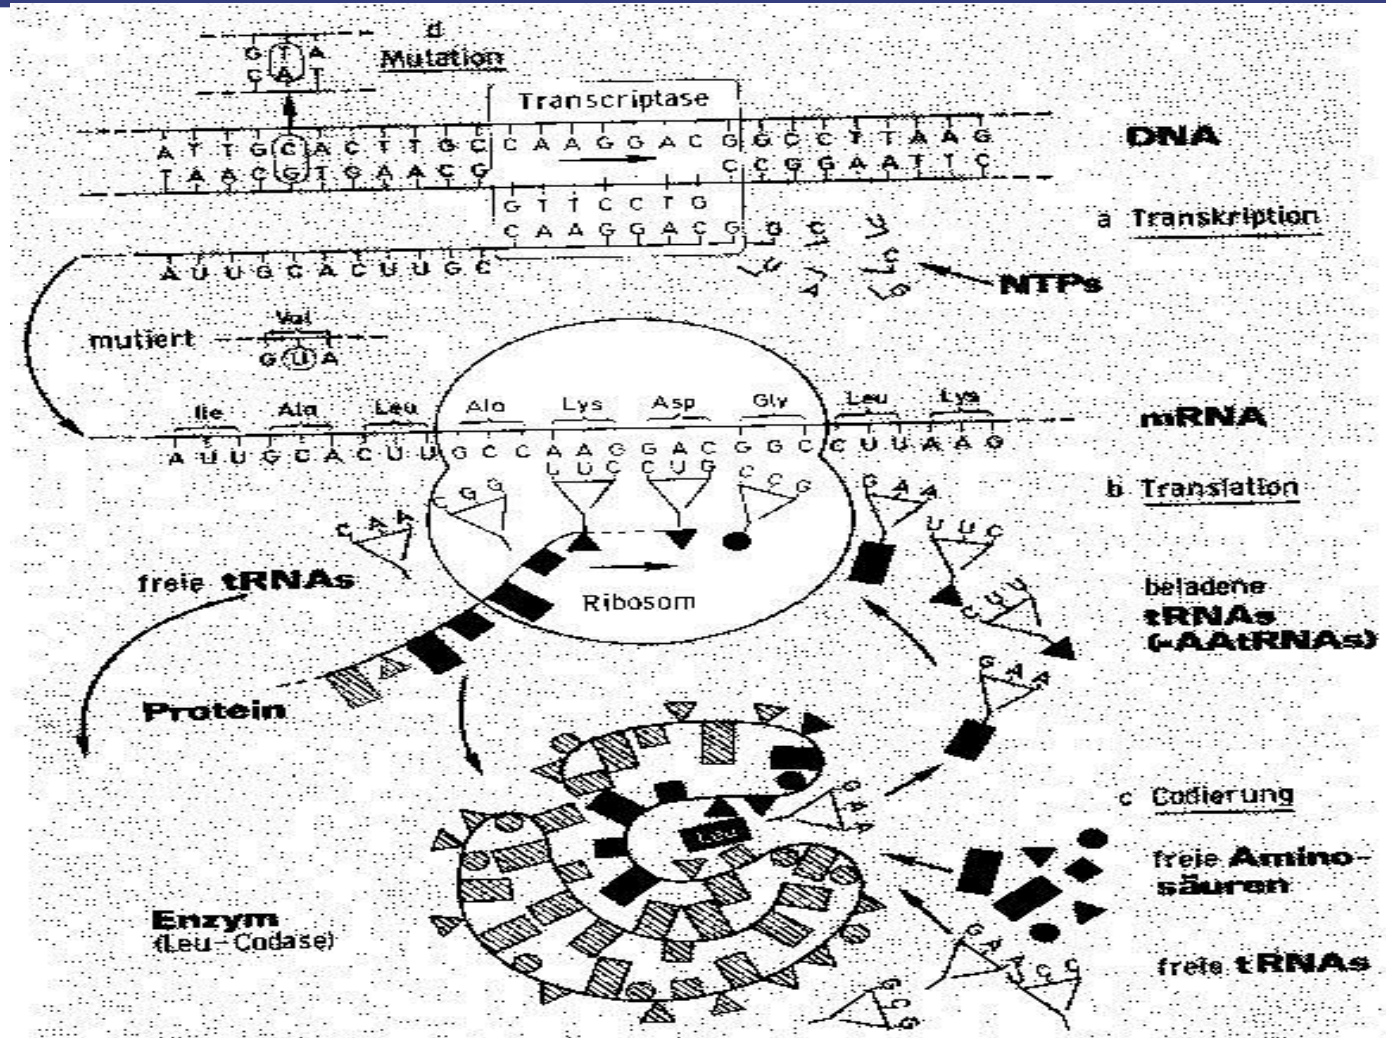 d
Mutation
G T A
C A T
Transcriptase
A T T G C A C T T G C C A A G G A C G G C C T T A A G
T A A C G T G A A C G
C C G G A A T T C
DNA
G T T C C T G
C A A G G A C G G C U
a Transkription
A U U G C A C U U G C
U C A G
NTPs
mutiert
Val
G U A
Ile Ala Leu Ala Lys Asp Gly Leu Lys
mRNA
A U U G C A C U U G C C A A G G A C G G C C U U A A G
U U C C U G C C G
C G G
G A A
b Translation
C A A
U U C
freie tRNAs
Ribosom
C U U
beladene
tRNAs
(-AAtRNAs)
G A A
Protein
c Codierung
G A A
Leu
freie Amino-
säuren
Enzym
(Leu-Codase)
G A A
U C C
freie tRNAs
G C G